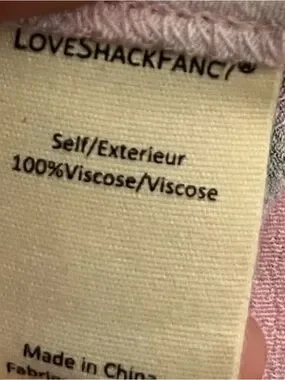 LOVESHACKFANCY®
Self/Exterieur
100%Viscose/Viscose
Made in China